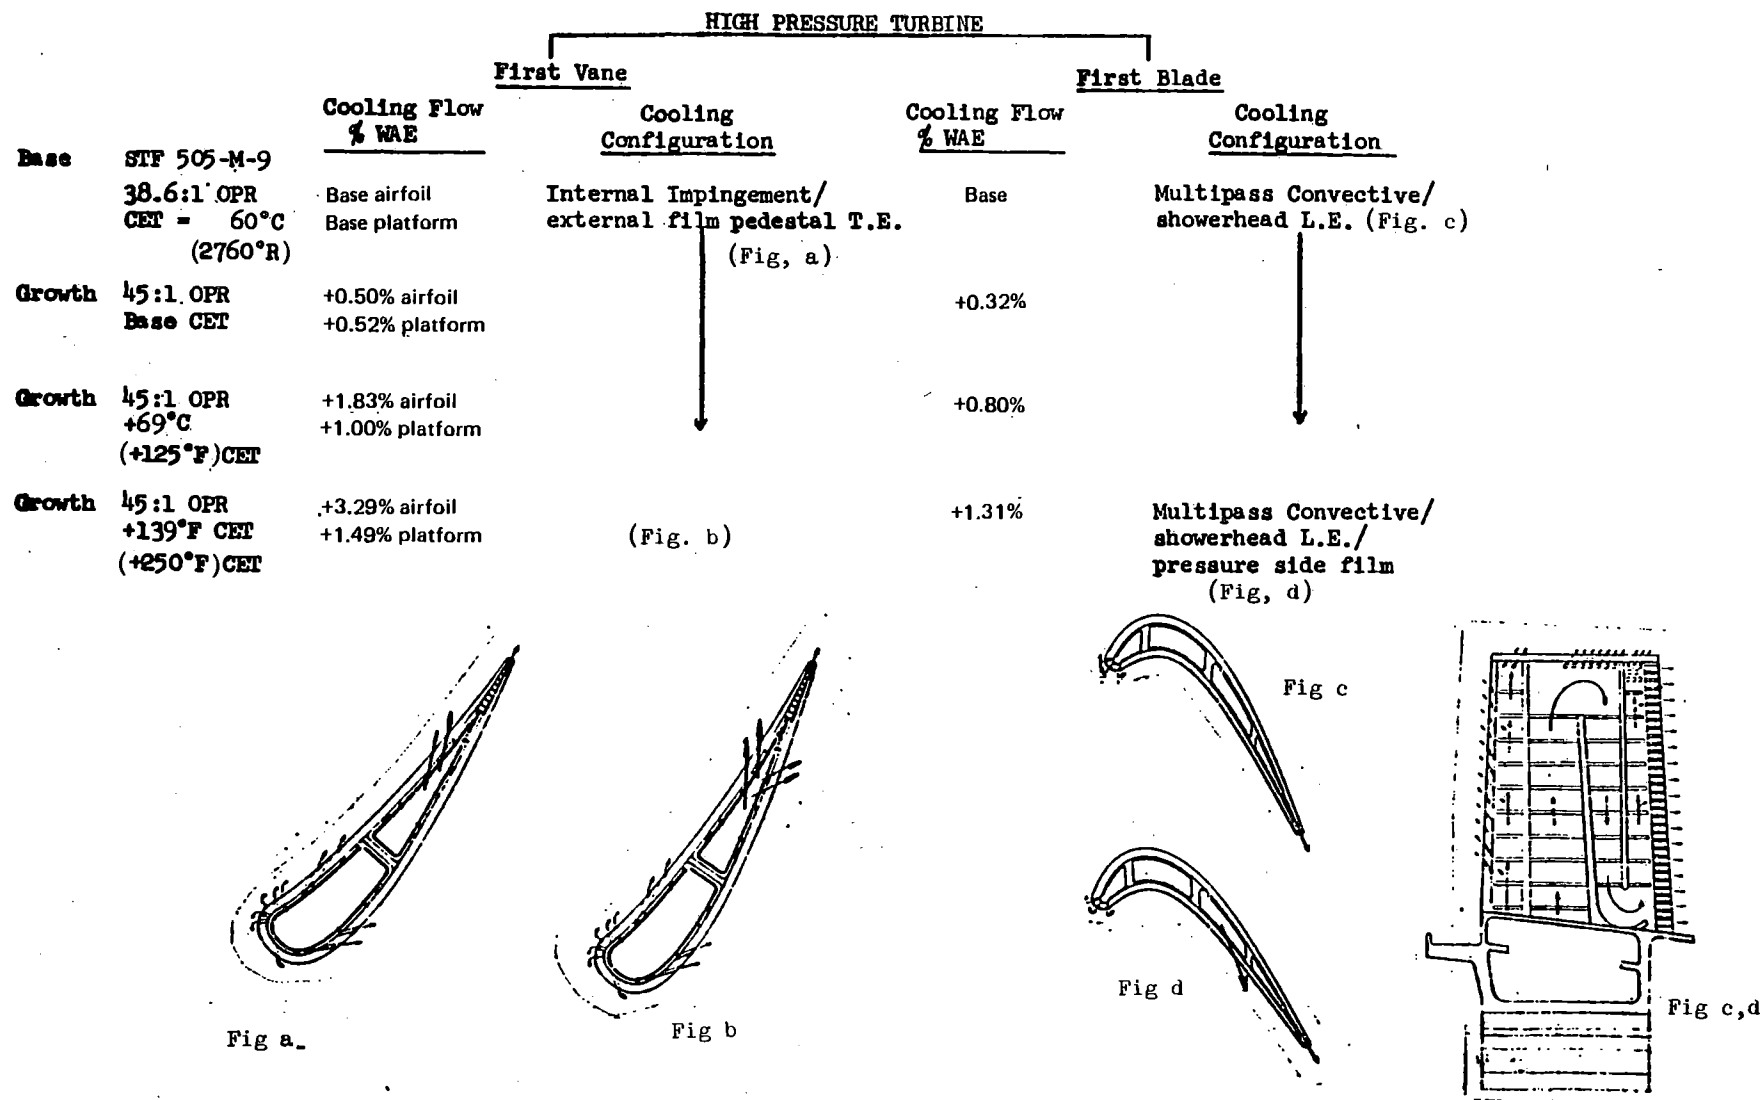 HIGH PRESSURE TURBINE
First Vane
First Blade
Cooling Flow % WAE
Cooling Configuration
Cooling Flow % WAE
Cooling Configuration
Base STF 505-M-9
38.6:1 OPR
CET = 60°C
(2760°R)
Base airfoil
Base platform
Internal Impingement/
external film pedestal T.E.
(Fig, a)
Base
Multipass Convective/
showerhead L.E. (Fig. c)
Growth 45:1 OPR
Base CET
+0.50% airfoil
+0.52% platform
+0.32%
Growth 45:1 OPR
+69°C
(+125°F)CET
+1.83% airfoil
+1.00% platform
+0.80%
Growth 45:1 OPR
+139°F CET
(+250°F)CET
+3.29% airfoil
+1.49% platform
(Fig. b)
+1.31%
Multipass Convective/
showerhead L.E./
pressure side film
(Fig, d)
Fig a
Fig b
Fig c
Fig d
Fig c,d